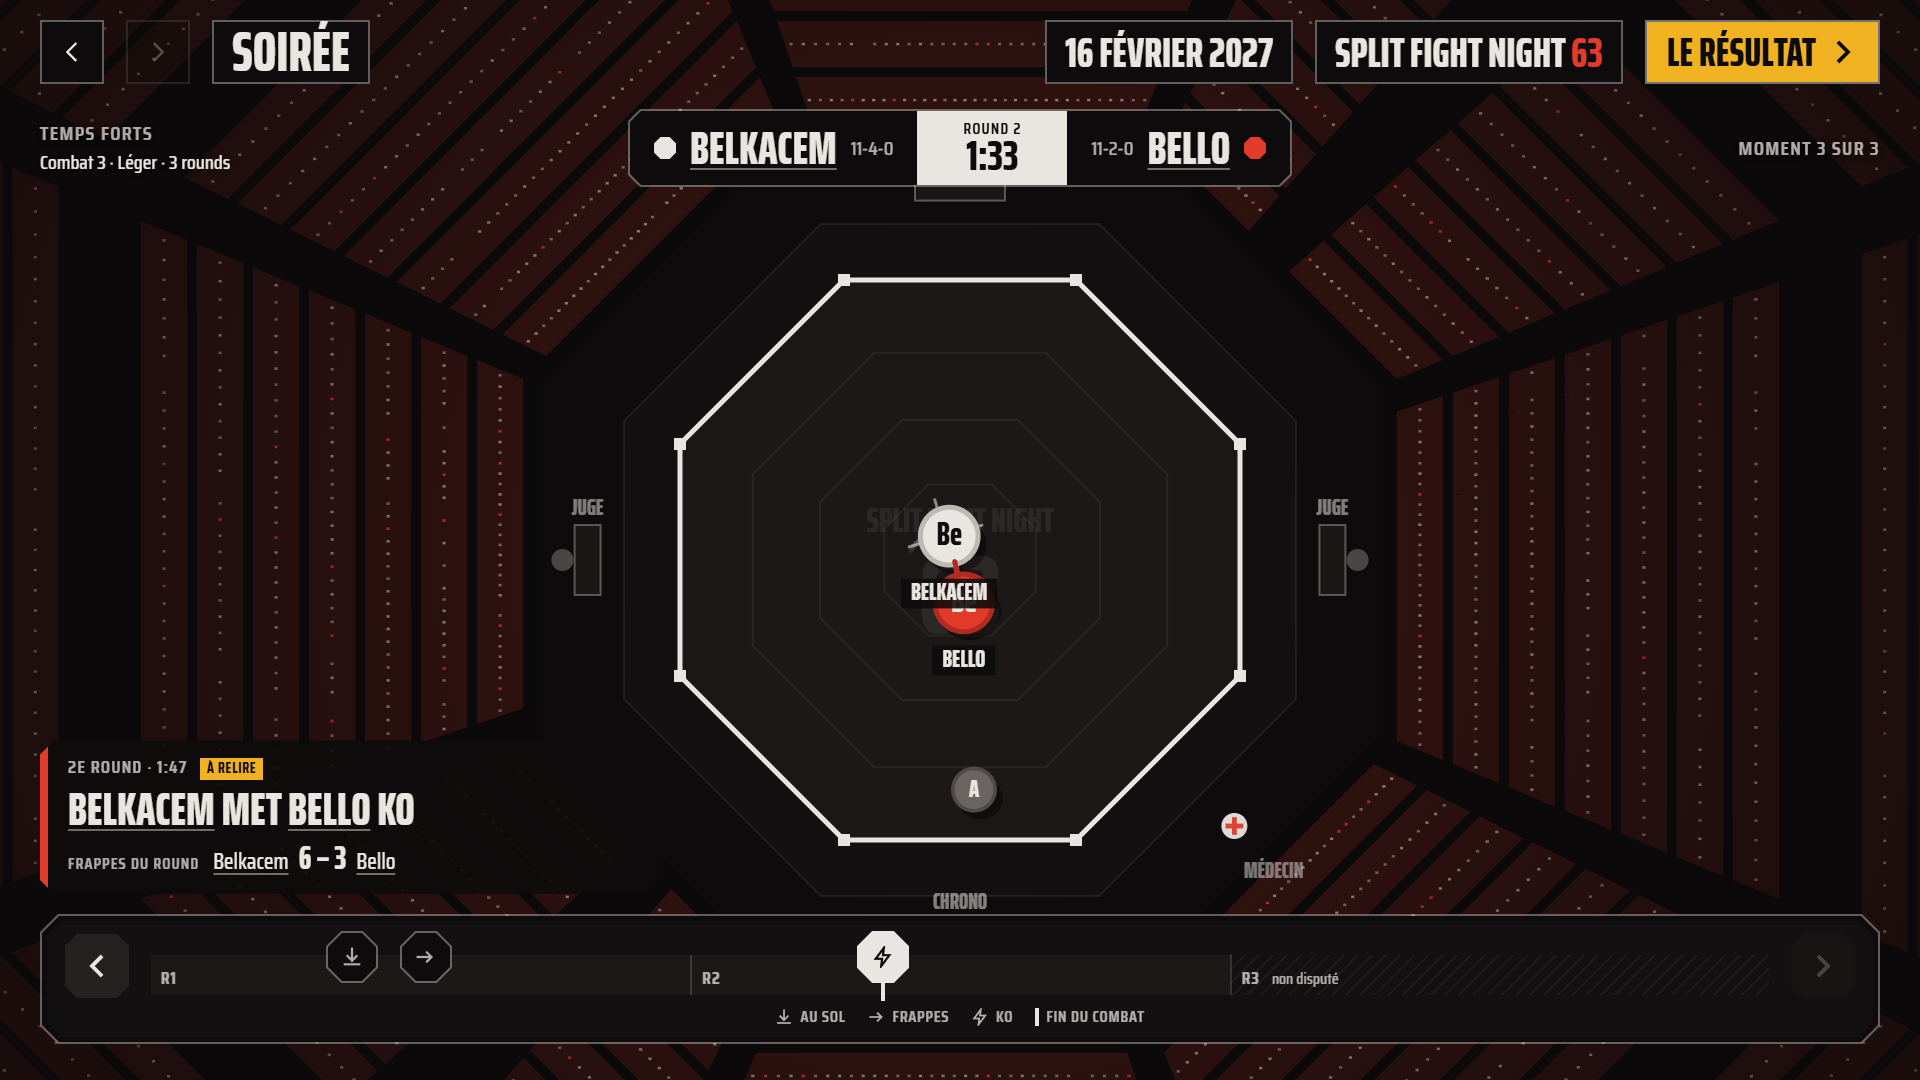 SOIRÉE
16 FÉVRIER 2027
SPLIT FIGHT NIGHT 63
LE RÉSULTAT
TEMPS FORTS
Combat 3 · Léger · 3 rounds
BELKACEM 11-4-0
ROUND 2
1:33
11-2-0 BELLO
MOMENT 3 SUR 3
JUGE
JUGE
SPLIT NIGHT
Be
BELKACEM
BELLO
A
MÉDECIN
CHRONO
2E ROUND · 1:47 À RELIRE
BELKACEM MET BELLO KO
FRAPPES DU ROUND Belkacem 6 – 3 Bello
R1
R2
R3 non disputé
AU SOL
FRAPPES
KO
FIN DU COMBAT